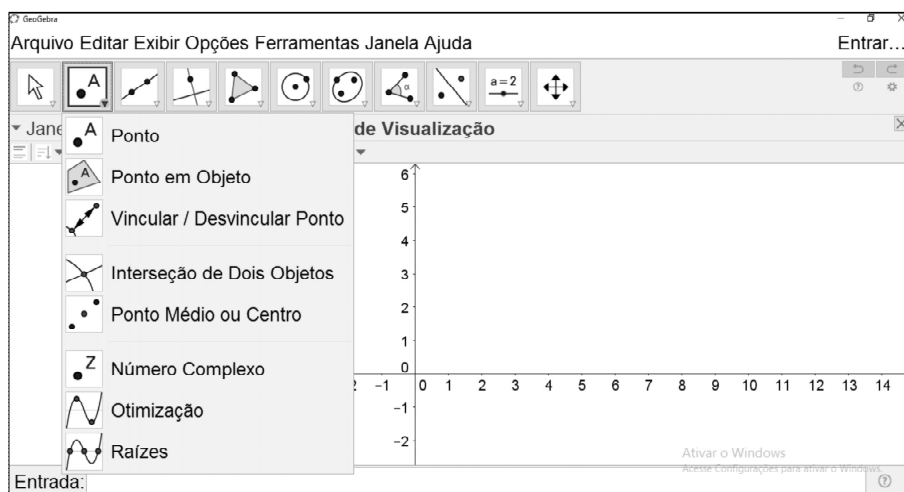 GeoGebra
Arquivo Editar Exibir Opções Ferramentas Janela Ajuda
Entrar...
A
α
a=2
Jane
de Visualização
A Ponto
A Ponto em Objeto
Vincular / Desvincular Ponto
Interseção de Dois Objetos
Ponto Médio ou Centro
Z Número Complexo
Otimização
Raízes
6
5
4
3
2
1
0
−1 0 1 2 3 4 5 6 7 8 9 10 11 12 13 14
−1
−2
Ativar o Windows
Acesse Configurações para ativar o Windows.
Entrada: